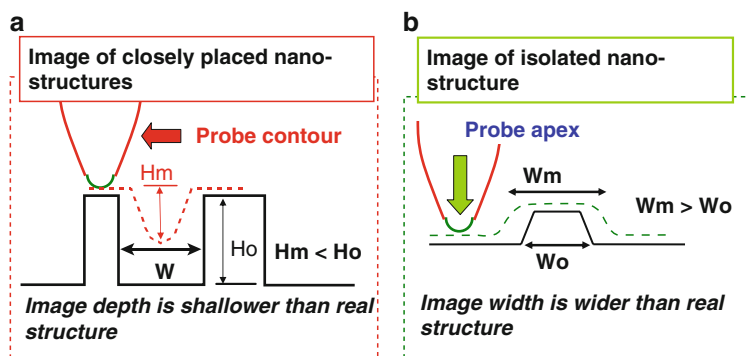 a
Image of closely placed nano-
structures
Probe contour
Hm
Ho
Hm < Ho
W
Image depth is shallower than real
structure
b
Image of isolated nano-
structure
Probe apex
Wm
Wm > Wo
Wo
Image width is wider than real
structure